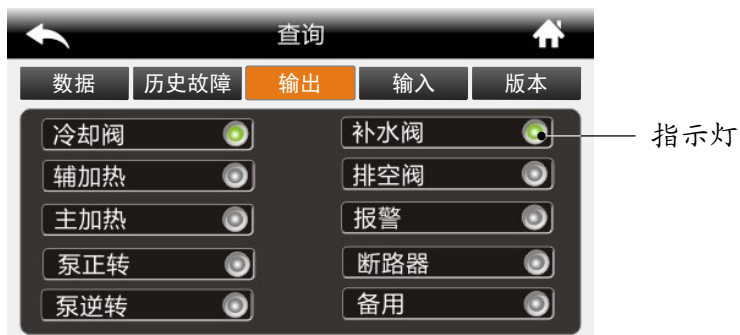 查询
数据 历史故障 输出 输入 版本
冷却阀 补水阀 指示灯
辅加热 排空阀
主加热 报警
泵正转 断路器
泵逆转 备用